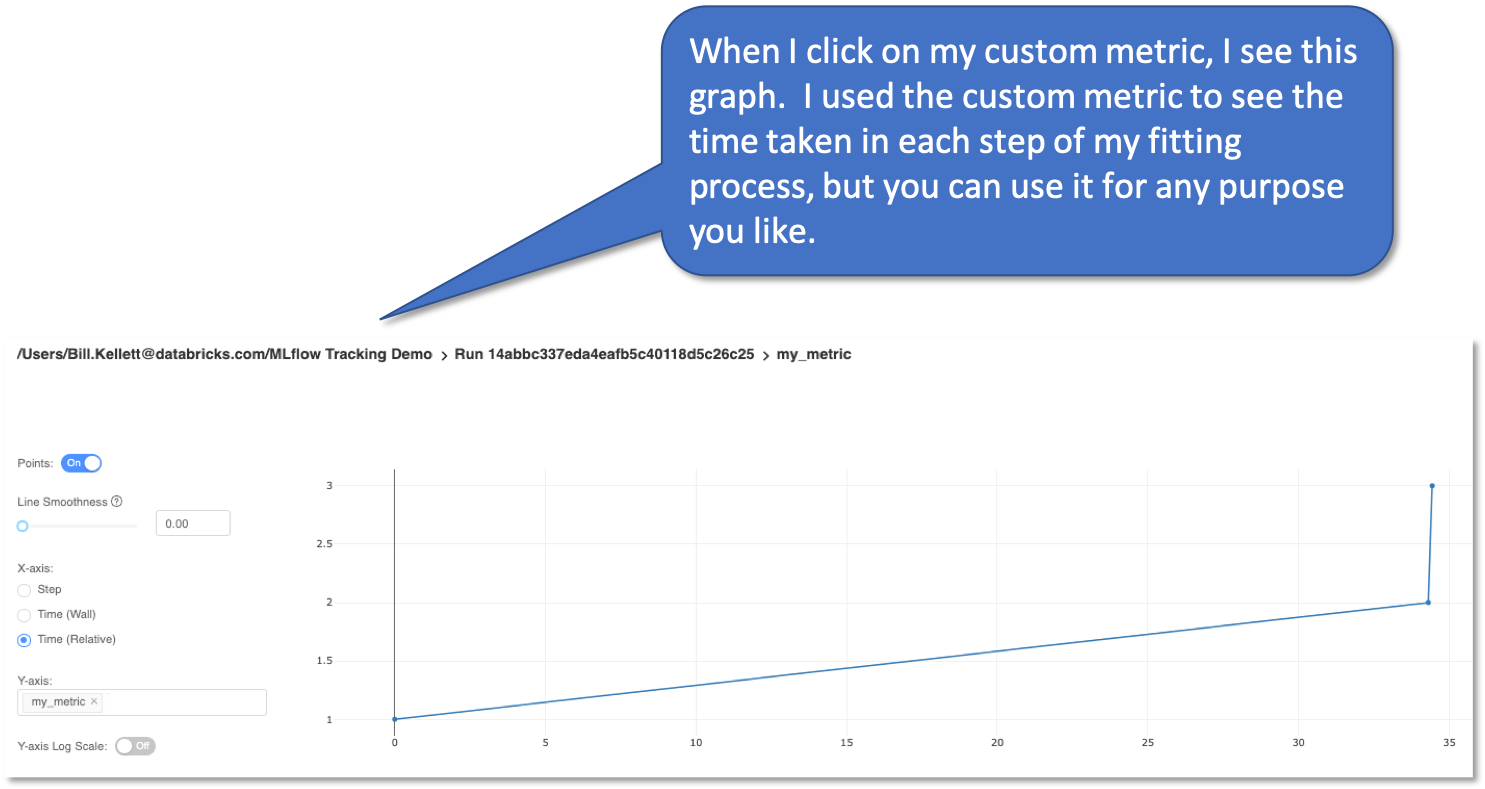 When I click on my custom metric, I see this
graph.  I used the custom metric to see the
time taken in each step of my fitting
process, but you can use it for any purpose
you like.
/Users/Bill.Kellett@databricks.com/MLflow Tracking Demo > Run 14abbc337eda4eafb5c40118d5c26c25 > my_metric
Points: On
Line Smoothness ?
0.00
X-axis:
Step
Time (Wall)
Time (Relative)
Y-axis:
my_metric ×
Y-axis Log Scale: Off
3
2.5
2
1.5
1
0 5 10 15 20 25 30 35